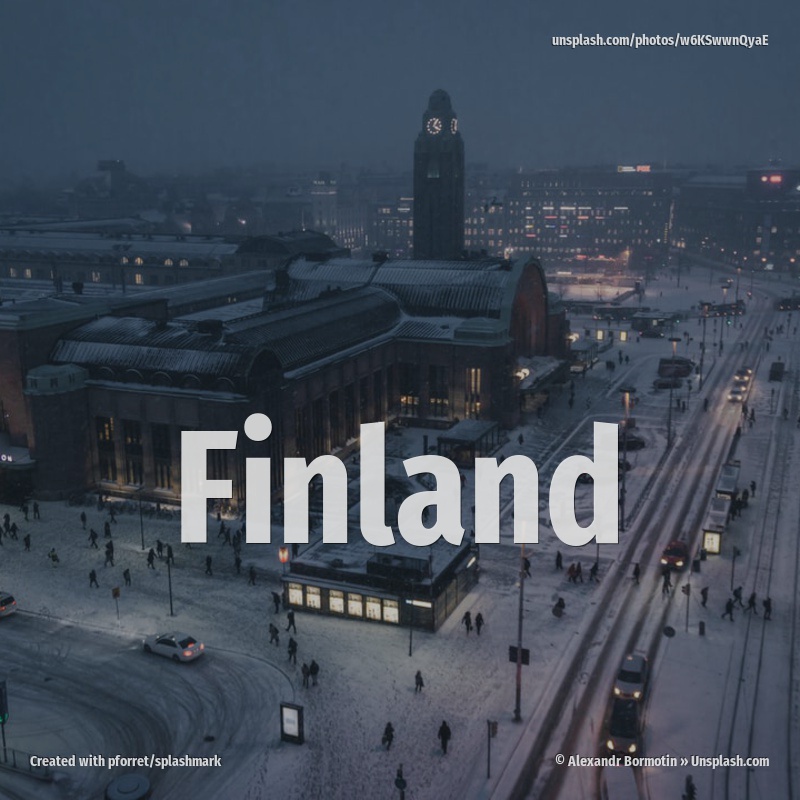 unsplash.com/photos/w6KSwwnQyaE
Finland
Created with pforret/splashmark
© Alexandr Bormotin » Unsplash.com